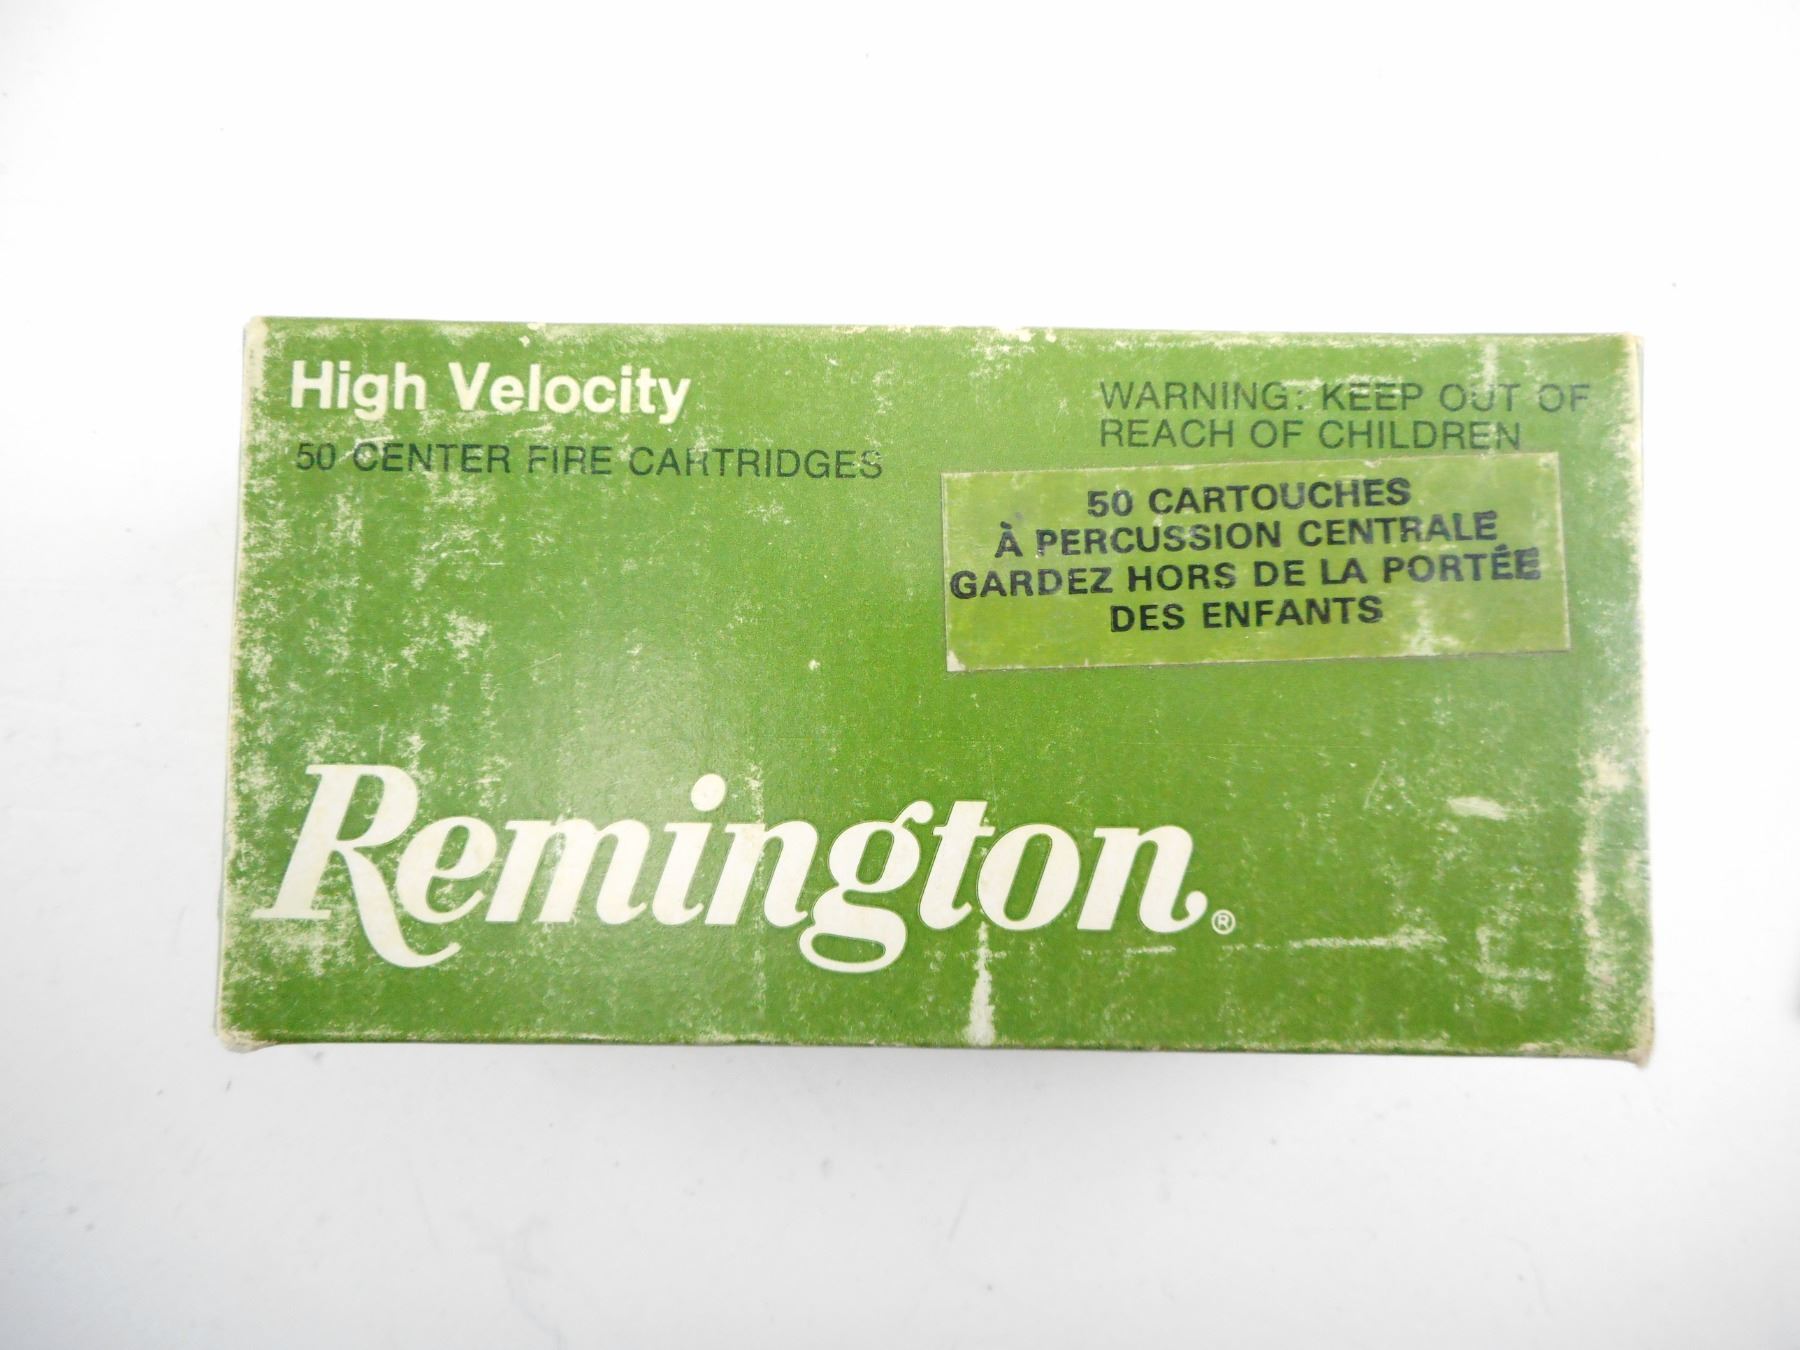 High Velocity
50 CENTER FIRE CARTRIDGES
WARNING: KEEP OUT OF
REACH OF CHILDREN
50 CARTOUCHES
À PERCUSSION CENTRALE
GARDEZ HORS DE LA PORTÉE
DES ENFANTS
Remington®